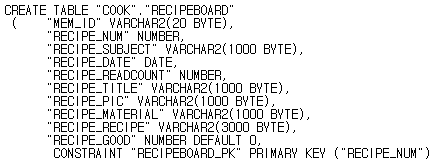 CREATE TABLE "COOK"."RECIPEBOARD"
( "MEM_ID" VARCHAR2(20 BYTE),
"RECIPE_NUM" NUMBER,
"RECIPE_SUBJECT" VARCHAR2(1000 BYTE),
"RECIPE_DATE" DATE,
"RECIPE_READCOUNT" NUMBER,
"RECIPE_TITLE" VARCHAR2(1000 BYTE),
"RECIPE_PIC" VARCHAR2(1000 BYTE),
"RECIPE_MATERIAL" VARCHAR2(1000 BYTE),
"RECIPE_RECIPE" VARCHAR2(3000 BYTE),
"RECIPE_GOOD" NUMBER DEFAULT 0,
CONSTRAINT "RECIPEBOARD_PK" PRIMARY KEY ("RECIPE_NUM")